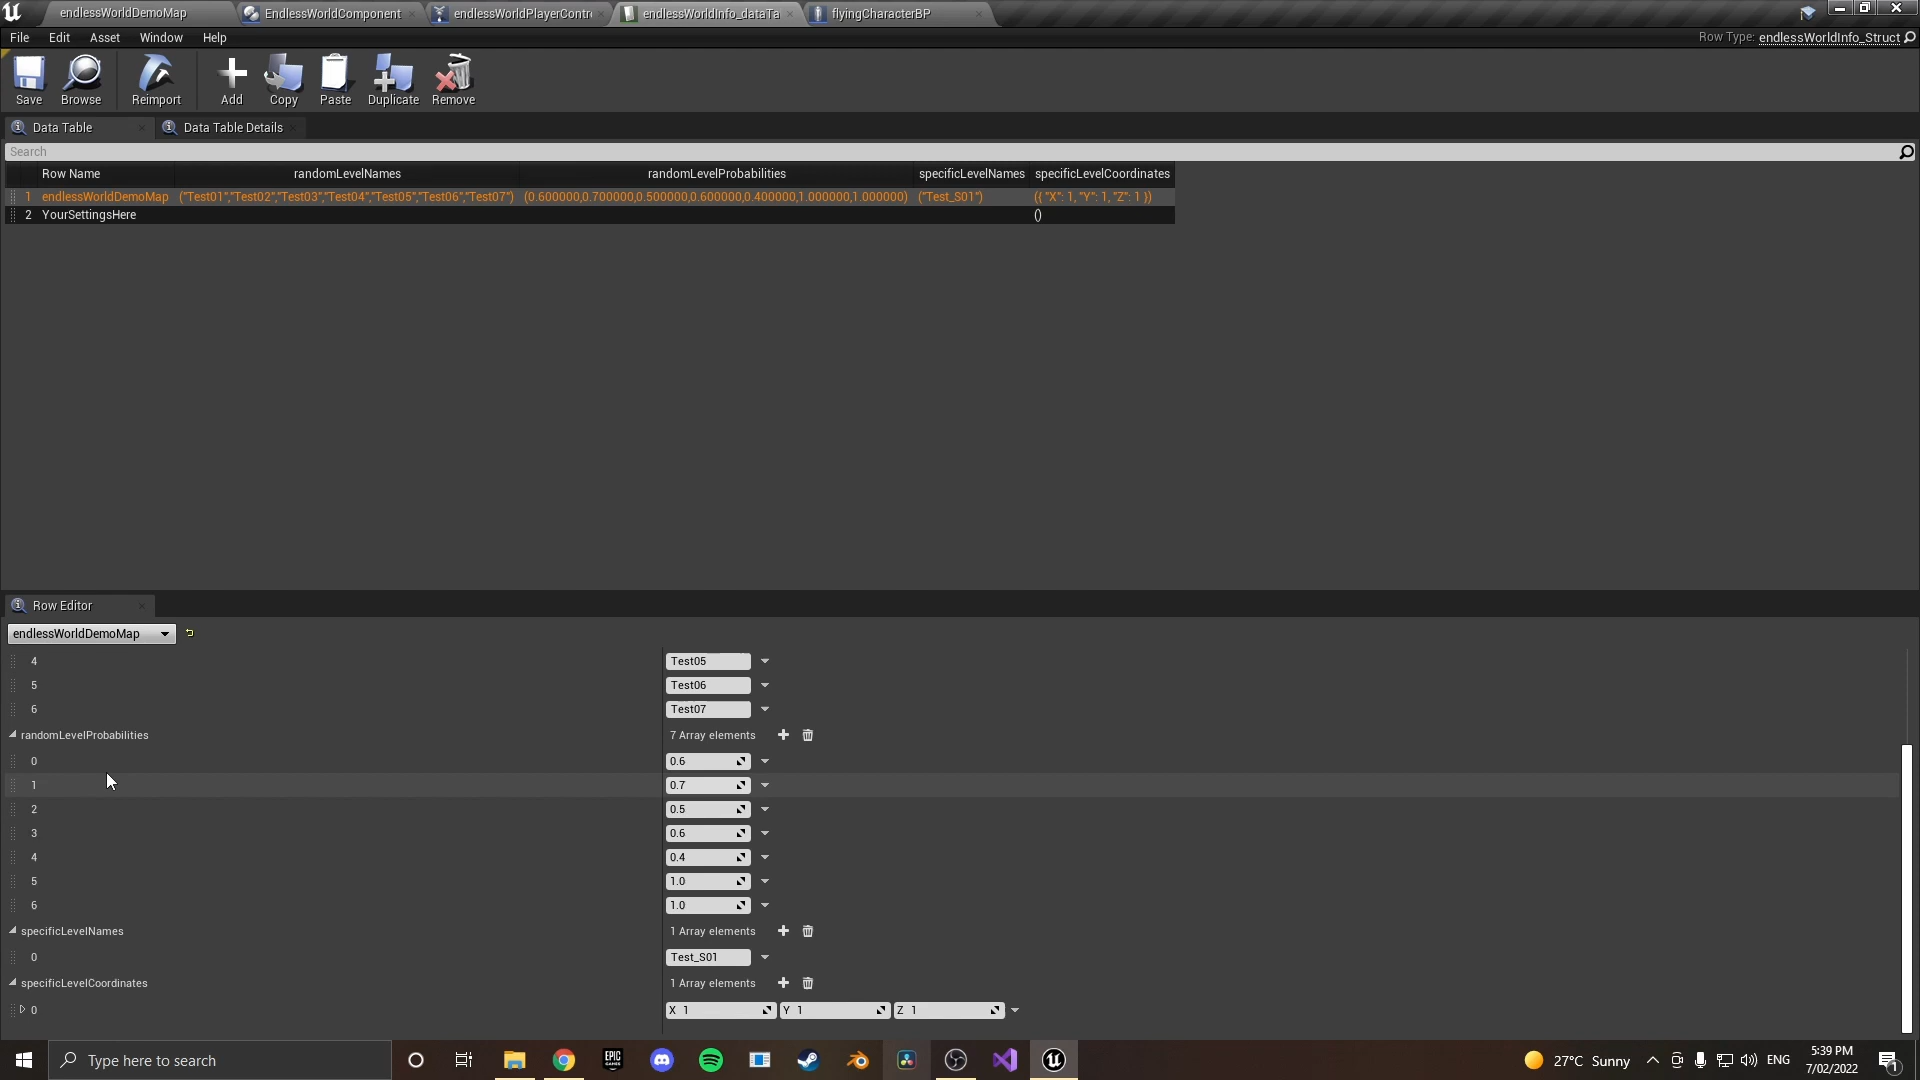 endlessWorldDemoMap
EndlessWorldComponent
endlessWorldPlayerContr
endlessWorldInfo_dataTa
flyingCharacterBP
File Edit Asset Window Help
Row Type: endlessWorldInfo_Struct
Save Browse Reimport Add Copy Paste Duplicate Remove
Data Table
Data Table Details
Search
Row Name randomLevelNames randomLevelProbabilities specificLevelNames specificLevelCoordinates
1 endlessWorldDemoMap ("Test01","Test02","Test03","Test04","Test05","Test06","Test07") (0.600000,0.700000,0.500000,0.600000,0.400000,1.000000,1.000000) ("Test_S01") ({ "X": 1, "Y": 1, "Z": 1 })
2 YourSettingsHere ()
Row Editor
endlessWorldDemoMap
4 Test05
5 Test06
6 Test07
randomLevelProbabilities 7 Array elements
0 0.6
1 0.7
2 0.5
3 0.6
4 0.4
5 1.0
6 1.0
specificLevelNames 1 Array elements
0 Test_S01
specificLevelCoordinates 1 Array elements
0 X 1 Y 1 Z 1
Type here to search
EPIC GAMES
27°C Sunny
ENG
5:39 PM
7/02/2022
1